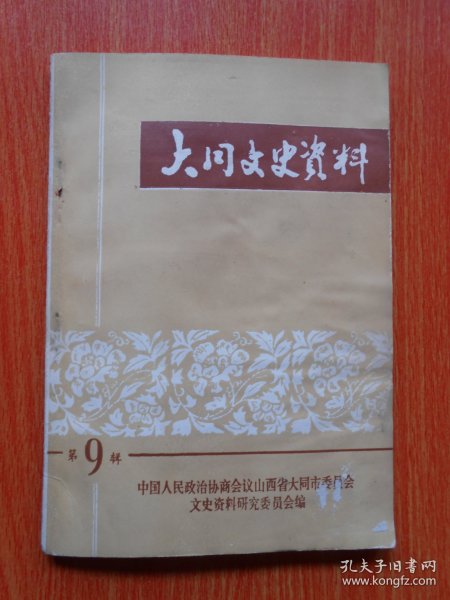 大同文史資料
第9辑
中国人民政治协商会议山西省大同市委员会
文史资料研究委员会编
孔夫子旧书网
www.kongfz.com